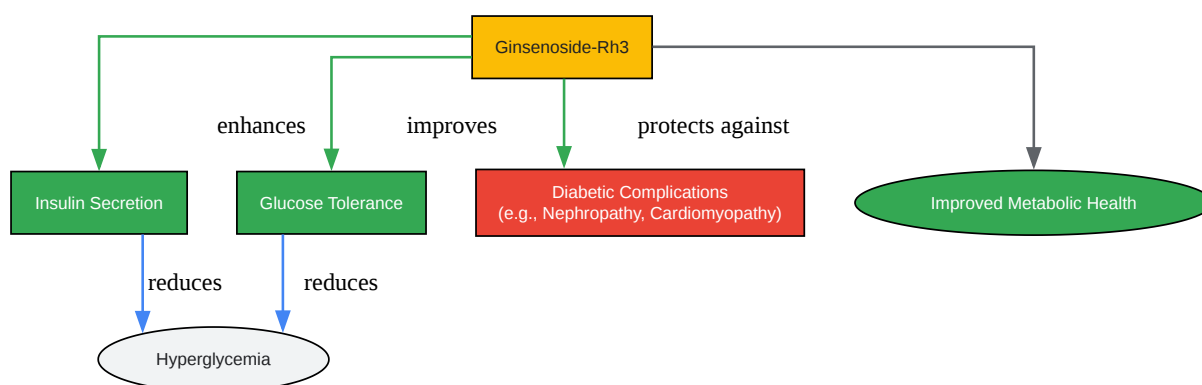 Ginsenoside-Rh3
enhances
improves
protects against
Insulin Secretion
Glucose Tolerance
Diabetic Complications
(e.g., Nephropathy, Cardiomyopathy)
Improved Metabolic Health
reduces
reduces
Hyperglycemia